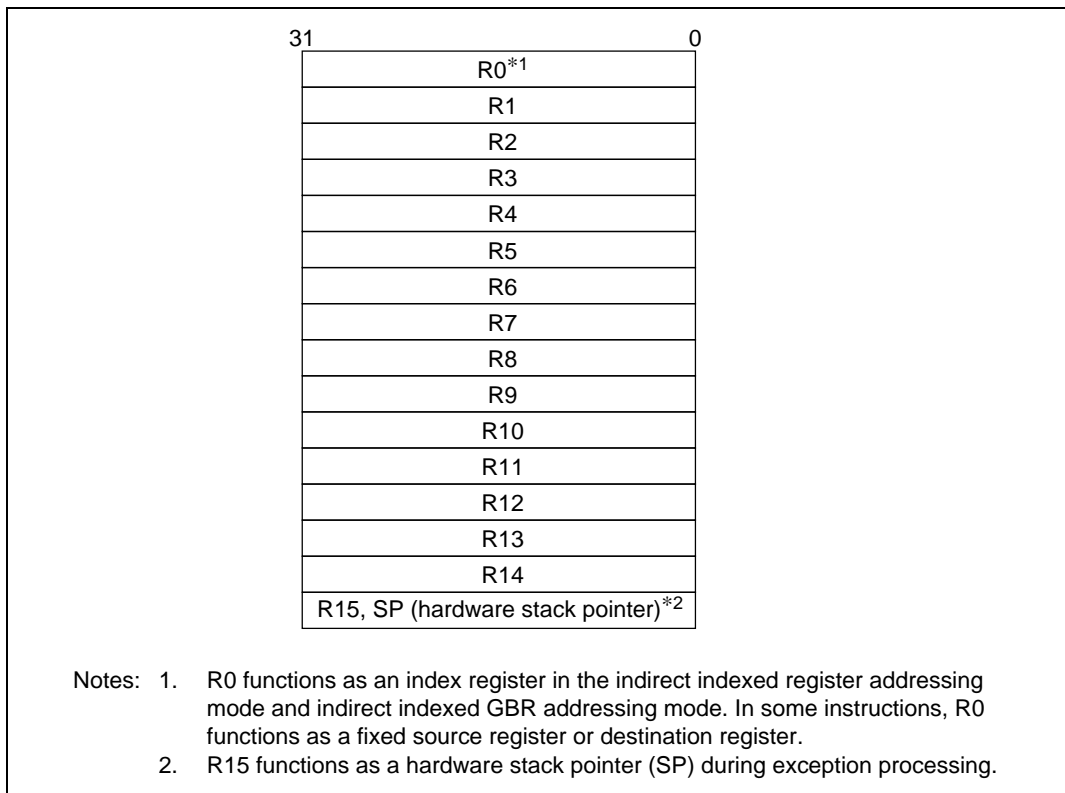 31 0
R0*1
R1
R2
R3
R4
R5
R6
R7
R8
R9
R10
R11
R12
R13
R14
R15, SP (hardware stack pointer)*2
Notes: 1. R0 functions as an index register in the indirect indexed register addressing
mode and indirect indexed GBR addressing mode. In some instructions, R0
functions as a fixed source register or destination register.
2. R15 functions as a hardware stack pointer (SP) during exception processing.